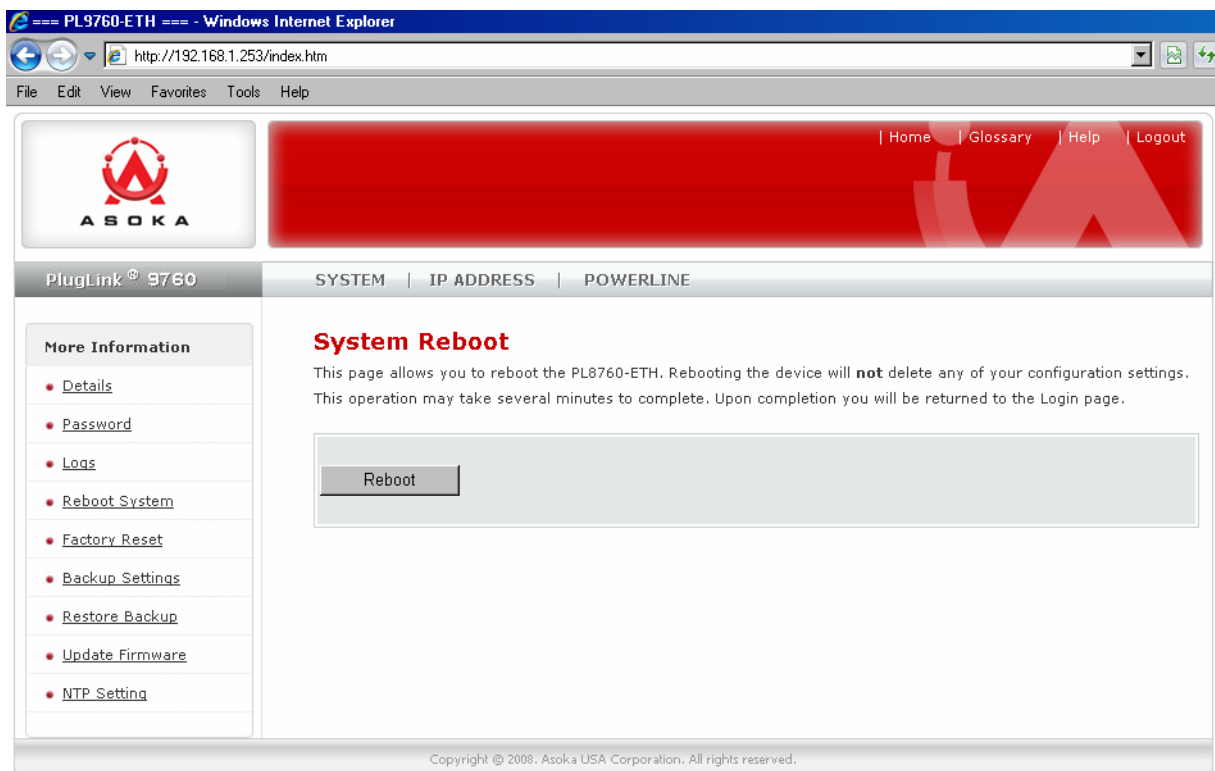 === PL9760-ETH === - Windows Internet Explorer
http://192.168.1.253/index.htm
File Edit View Favorites Tools Help
| Home | Glossary | Help | Logout
ASOKA
PlugLink ® 9760
SYSTEM | IP ADDRESS | POWERLINE
More Information
Details
Password
Logs
Reboot System
Factory Reset
Backup Settings
Restore Backup
Update Firmware
NTP Setting
System Reboot
This page allows you to reboot the PL8760-ETH. Rebooting the device will not delete any of your configuration settings.
This operation may take several minutes to complete. Upon completion you will be returned to the Login page.
Reboot
Copyright © 2008. Asoka USA Corporation. All rights reserved.